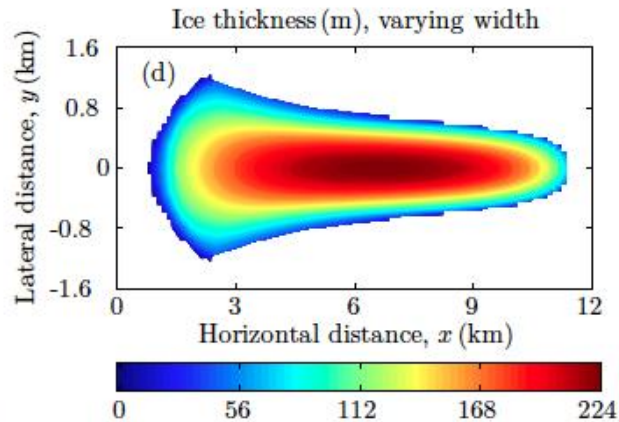 Ice thickness (m), varying width
(d)
Lateral distance, y (km)
1.6
0.8
0
-0.8
-1.6
0 3 6 9 12
Horizontal distance, x (km)
0 56 112 168 224